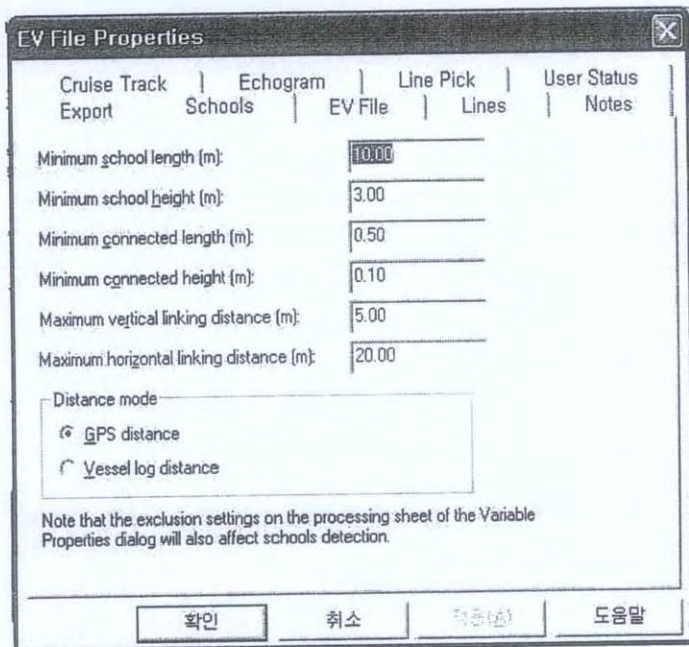 EV File Properties
Cruise Track | Echogram | Line Pick | User Status
Export Schools | EV File | Lines | Notes
Minimum school length (m): 10.00
Minimum school height (m): 3.00
Minimum connected length (m): 0.50
Minimum connected height (m): 0.10
Maximum vertical linking distance (m): 5.00
Maximum horizontal linking distance (m): 20.00
Distance mode
GPS distance
Vessel log distance
Note that the exclusion settings on the processing sheet of the Variable
Properties dialog will also affect schools detection.
확인 취소 적용(A) 도움말